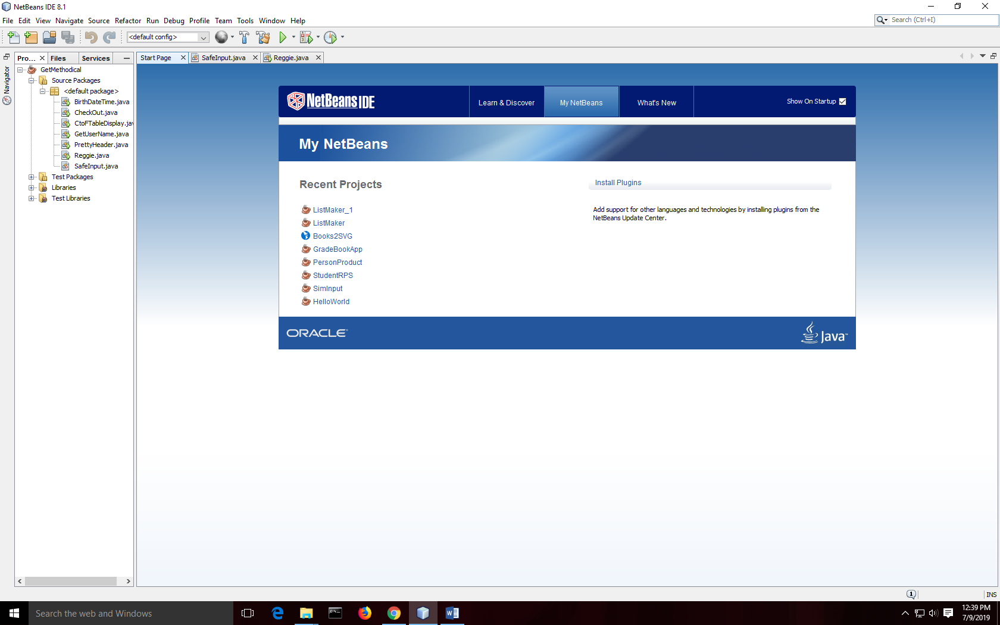 NetBeans IDE 8.1
File Edit View Navigate Source Refactor Run Debug Profile Team Tools Window Help
Search (Ctrl+I)
<default config>
Pro... Files Services
Navigator
Start Page SafeInput.java Reggie.java
GetMethodical
Source Packages
<default package>
BirthDateTime.java
CheckOut.java
CtoFTableDisplay.jav
GetUserName.java
PrettyHeader.java
Reggie.java
SafeInput.java
Test Packages
Libraries
Test Libraries
NetBeans IDE
Learn & Discover My NetBeans What's New
Show On Startup
My NetBeans
Recent Projects
ListMaker_1
ListMaker
Books2SVG
GradeBookApp
PersonProduct
StudentRPS
SimInput
HelloWorld
Install Plugins
Add support for other languages and technologies by installing plugins from the
NetBeans Update Center.
ORACLE
Java
1
INS
Search the web and Windows
12:39 PM
7/9/2019